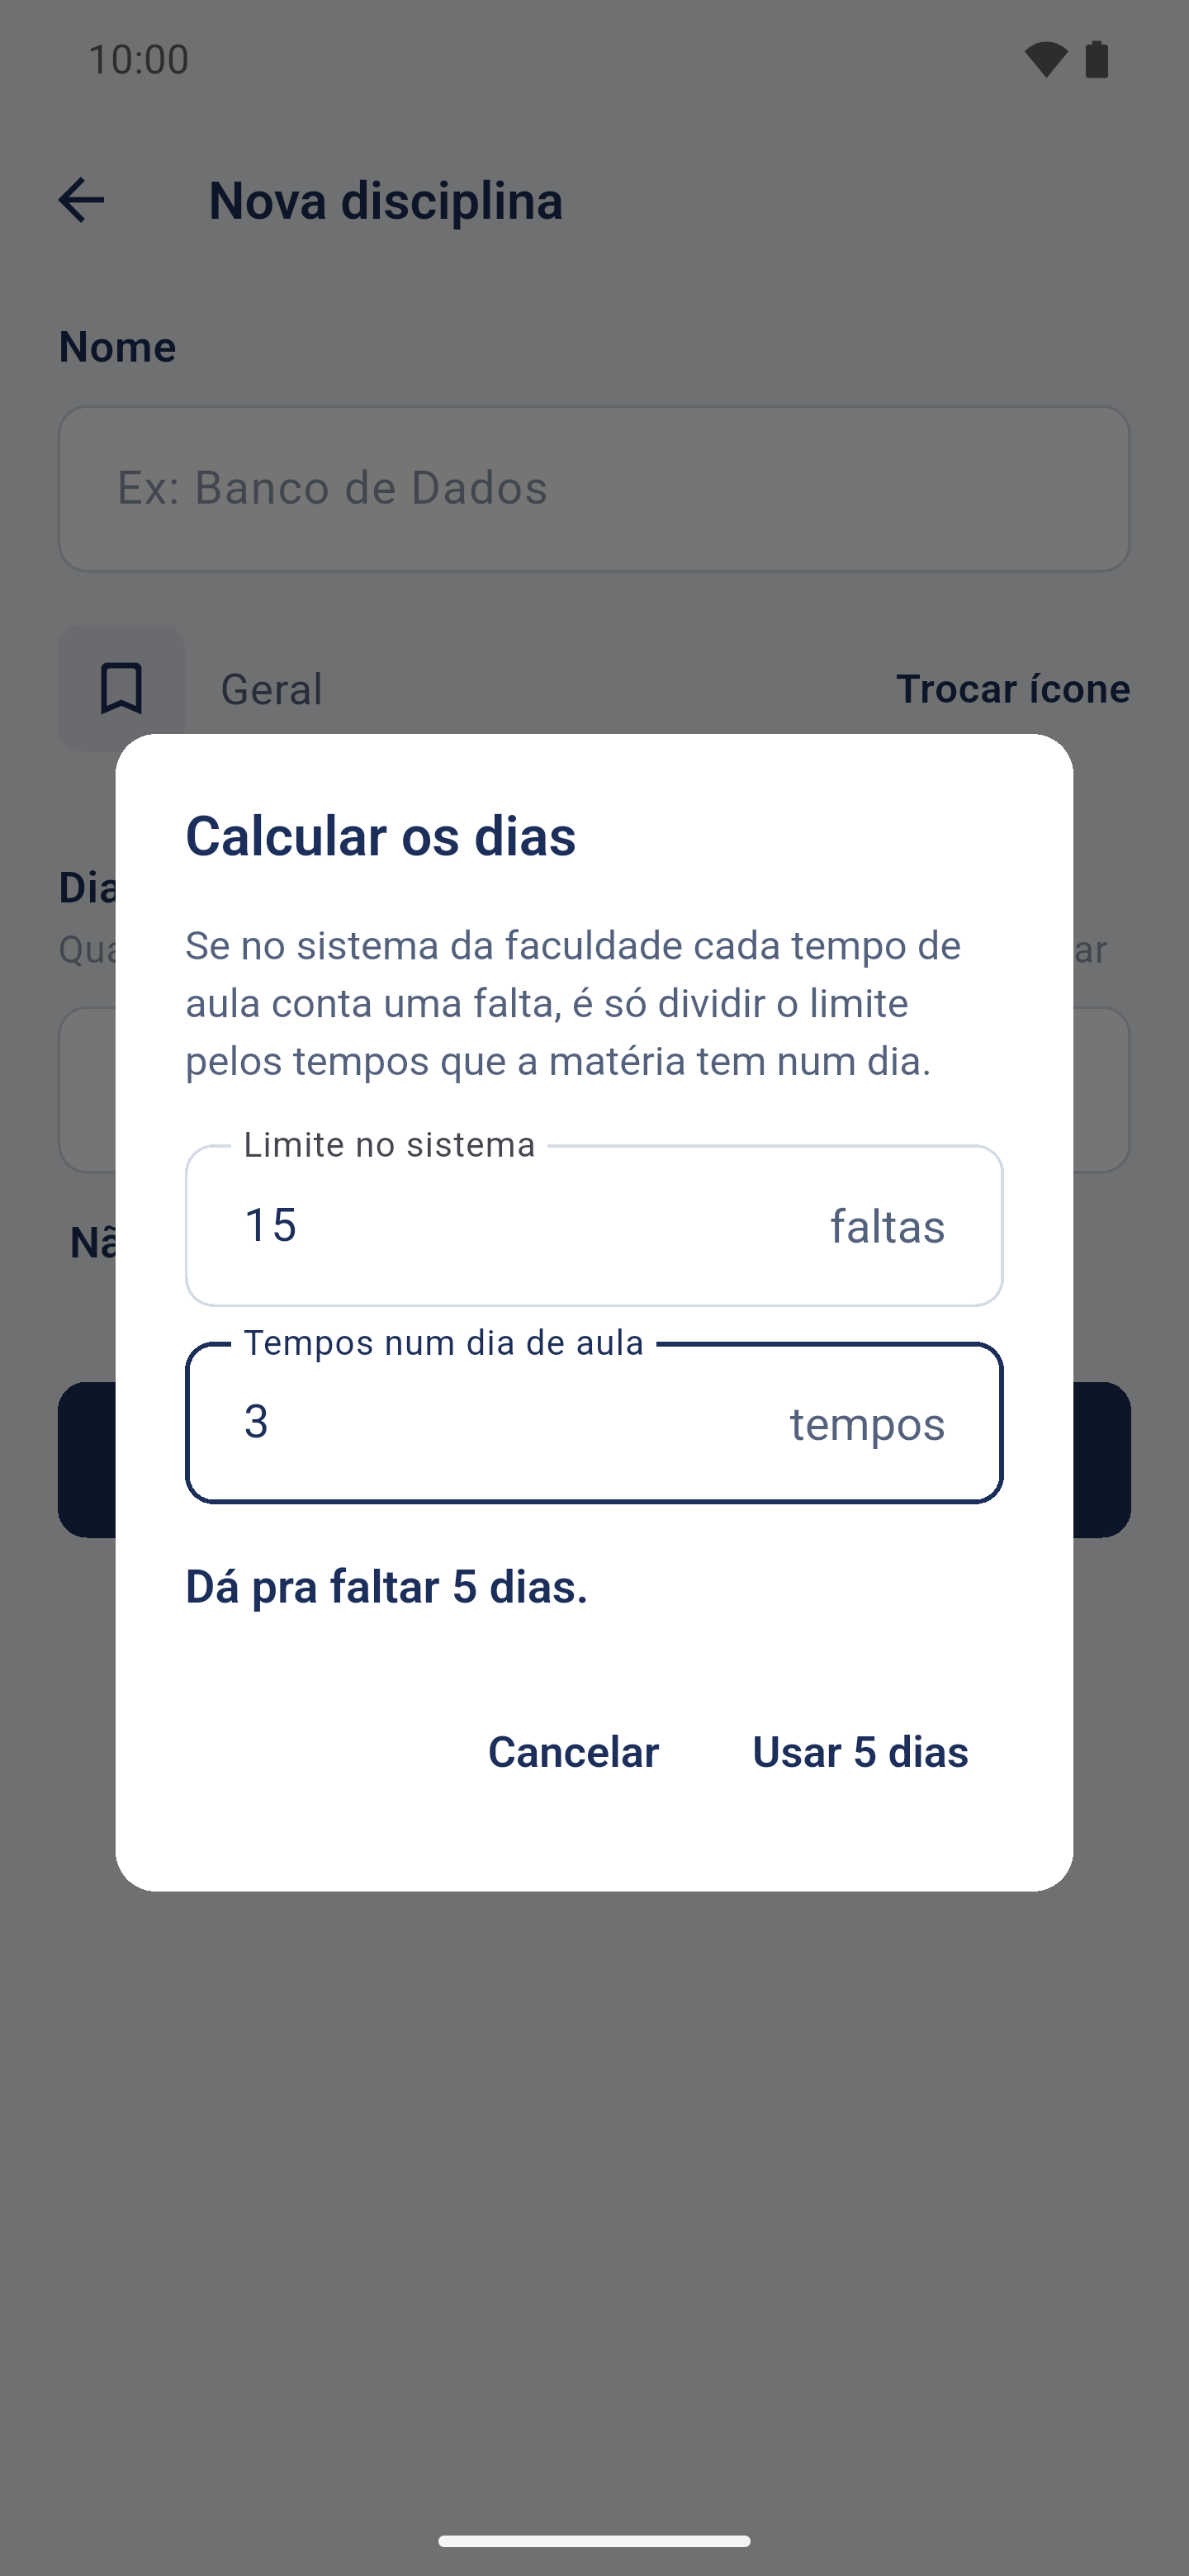 10:00
Nova disciplina
Nome
Ex: Banco de Dados
Geral
Trocar ícone
Calcular os dias
Se no sistema da faculdade cada tempo de
aula conta uma falta, é só dividir o limite
pelos tempos que a matéria tem num dia.
Limite no sistema
15 faltas
Tempos num dia de aula
3 tempos
Dá pra faltar 5 dias.
Cancelar
Usar 5 dias